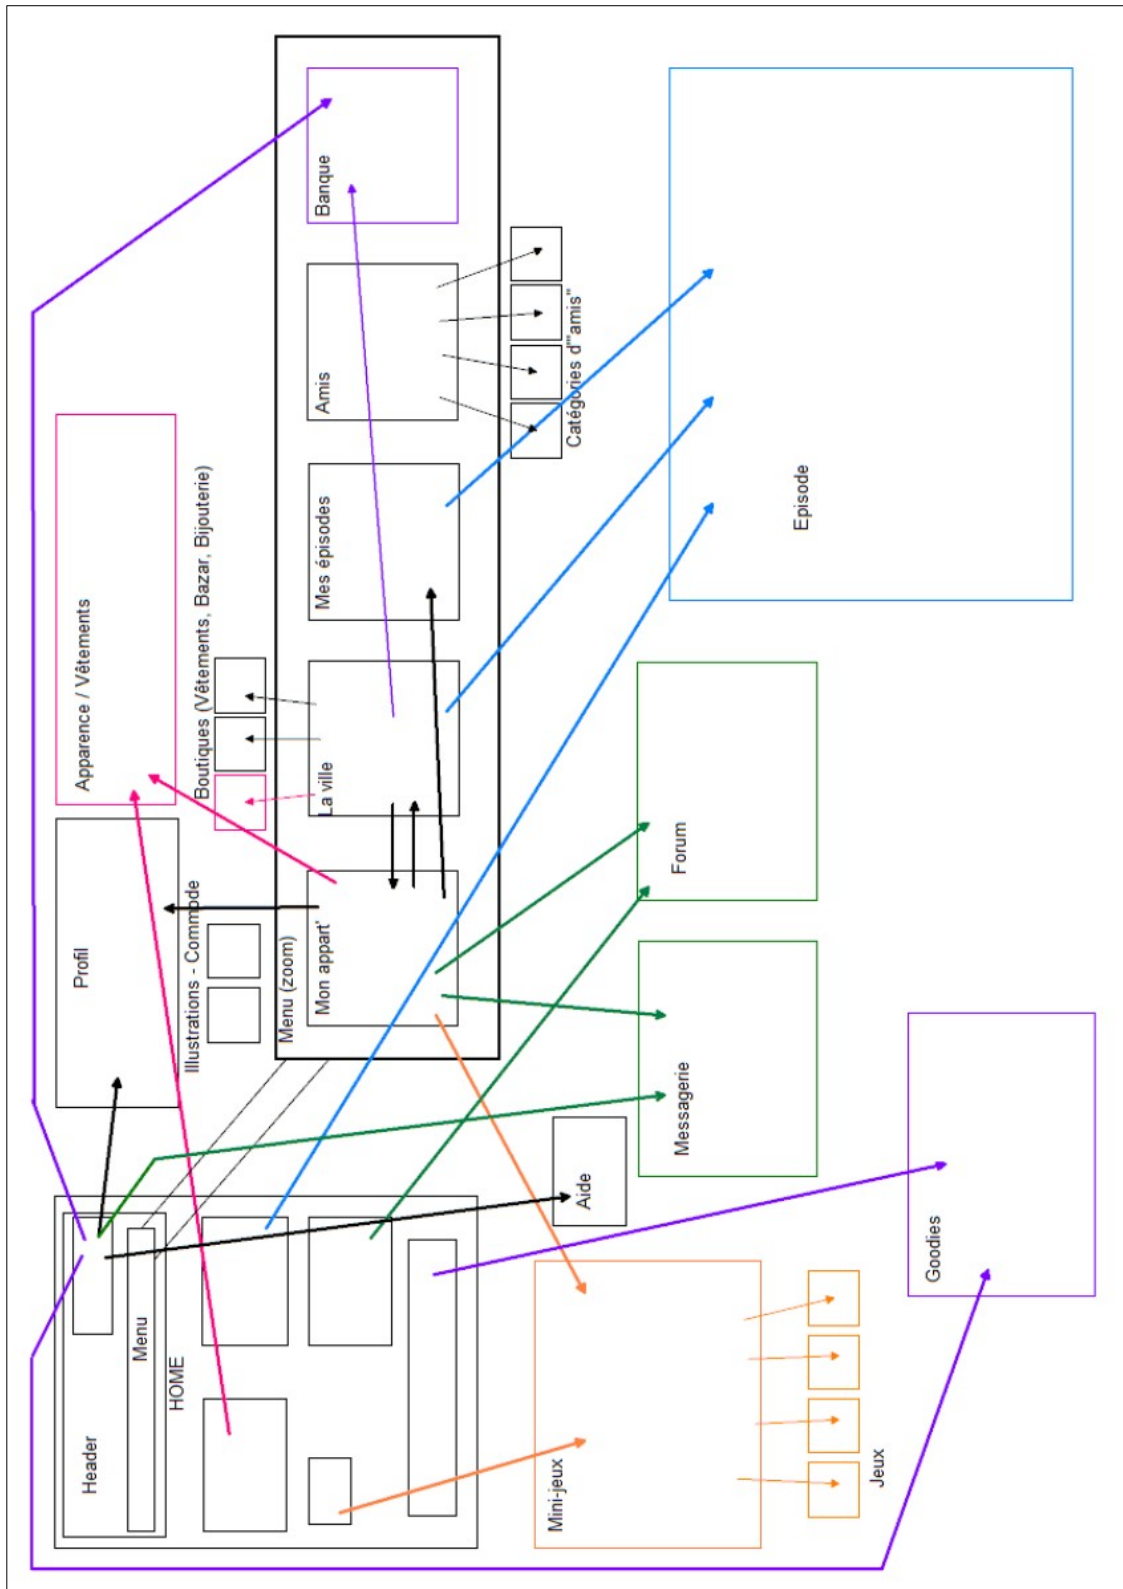 Header
Menu
HOME
Profil
Apparence / Vêtements
Illustrations - Commode
Boutiques (Vêtements, Bazar, Bijouterie)
Menu (zoom)
Mon appart'
La ville
Mes épisodes
Amis
Banque
Catégories d'"amis"
Aide
Mini-jeux
Messagerie
Forum
Episode
Jeux
Goodies